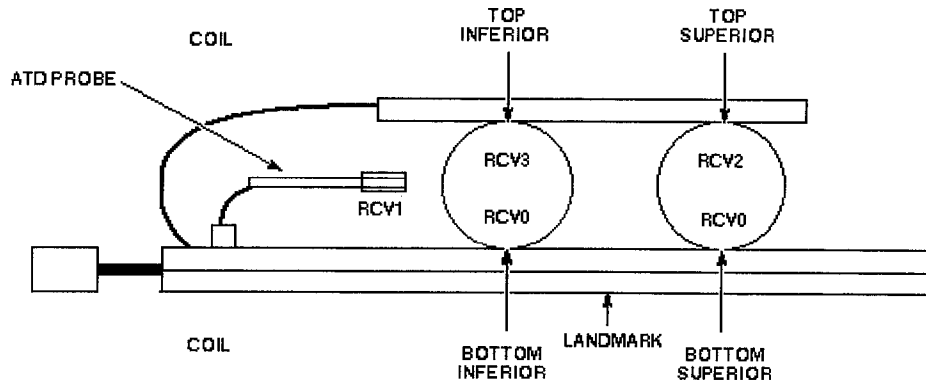 COIL
TOP
INFERIOR
TOP
SUPERIOR
ATD PROBE
RCV3
RCV2
RCV1
RCV0
RCV0
LANDMARK
COIL
BOTTOM
INFERIOR
BOTTOM
SUPERIOR